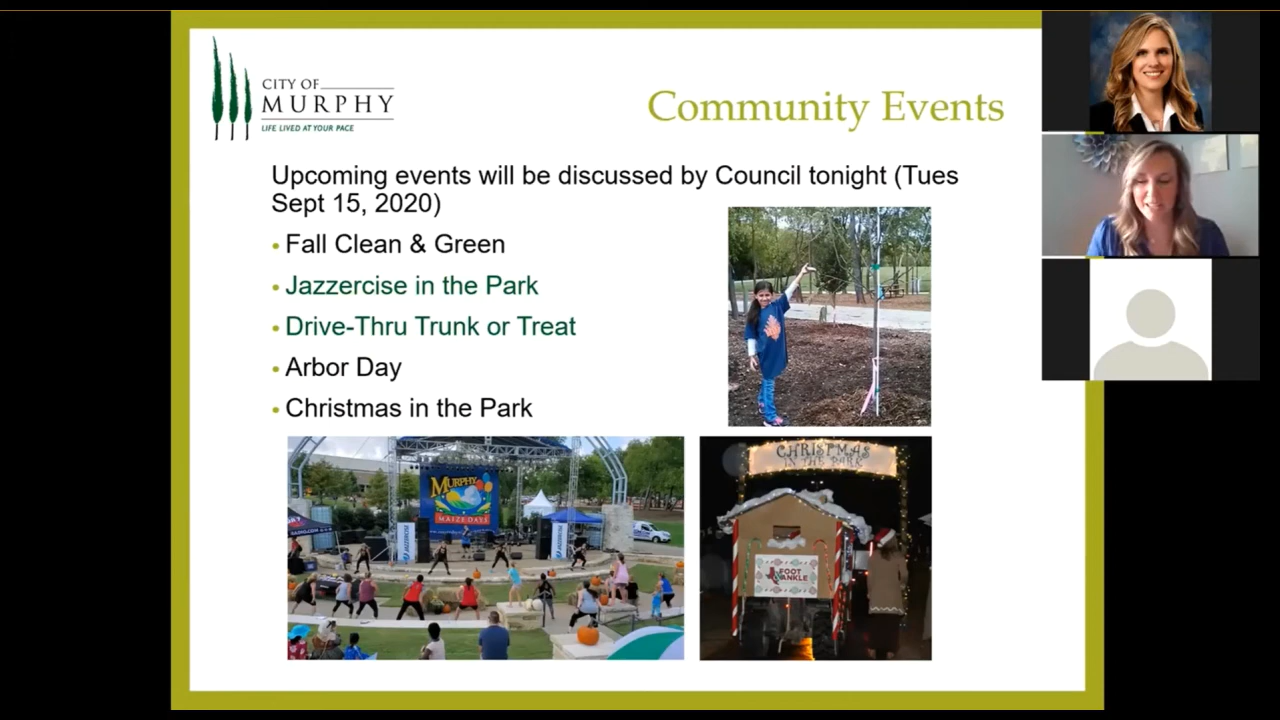 CITY OF
MURPHY
LIFE LIVED AT YOUR PACE
Community Events
Upcoming events will be discussed by Council tonight (Tues
Sept 15, 2020)
• Fall Clean & Green
• Jazzercise in the Park
• Drive-Thru Trunk or Treat
• Arbor Day
• Christmas in the Park
MURPHY
MAIZE DAYS
JAZZERCISE
CHRISTMAS
IN THE PARK
FOOT
ANKLE